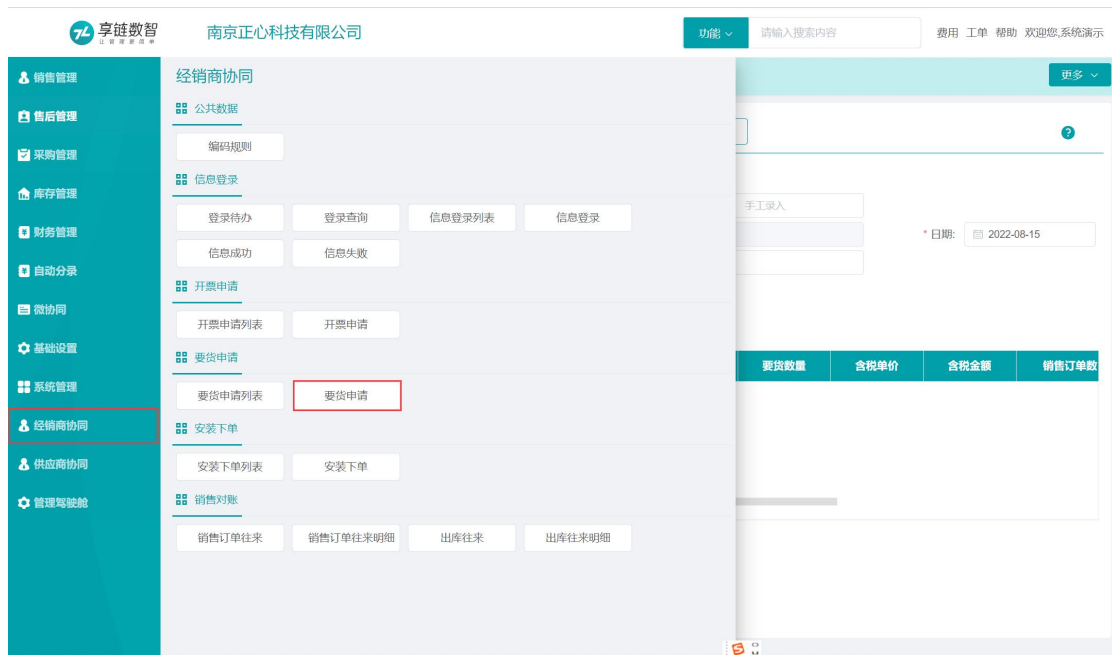 享链数智
让管理更简单
南京正心科技有限公司
功能
请输入搜索内容
费用 工单 帮助 欢迎您,系统演示
销售管理
售后管理
采购管理
库存管理
财务管理
自动分录
微协同
基础设置
系统管理
经销商协同
供应商协同
管理驾驶舱
经销商协同
公共数据
编码规则
信息登录
登录待办 登录查询 信息登录列表 信息登录
信息成功 信息失败
开票申请
开票申请列表 开票申请
要货申请
要货申请列表 要货申请
安装下单
安装下单列表 安装下单
销售对账
销售订单往来 销售订单往来明细 出库往来 出库往来明细
更多
手工录入
* 日期: 2022-08-15
要货数量 含税单价 含税金额 销售订单数